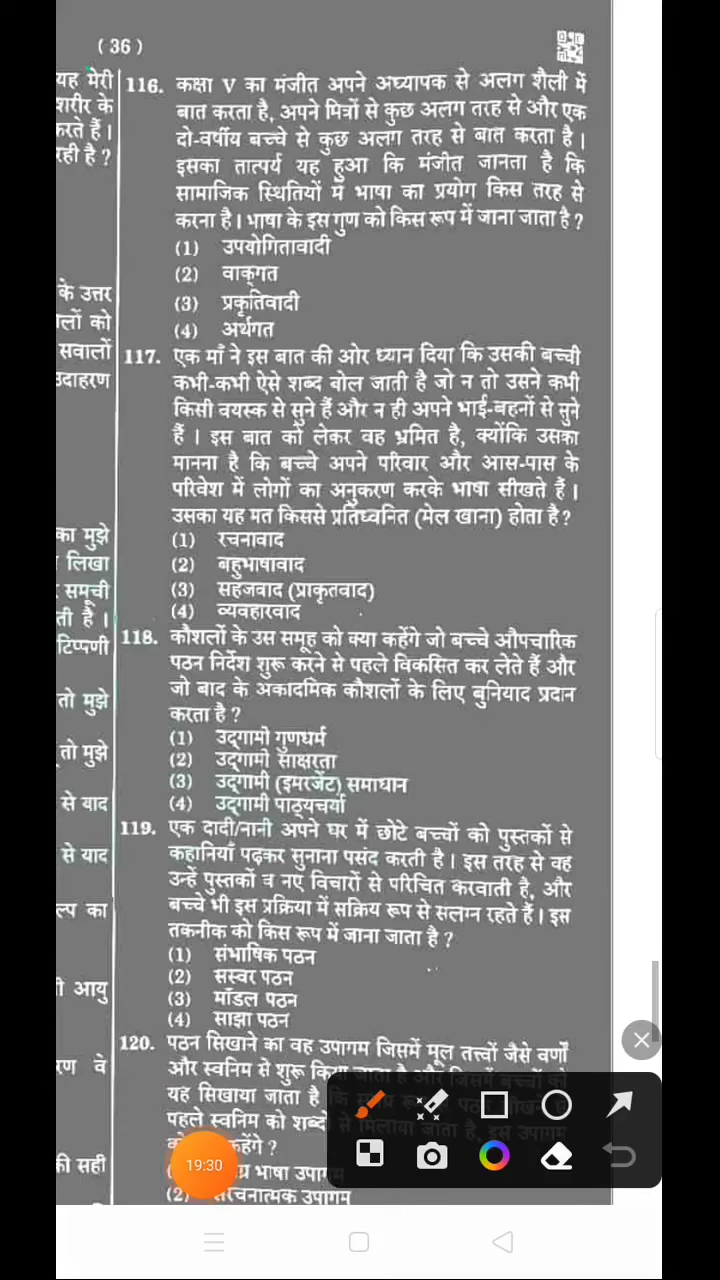 ( 36 )
यह मेरी
शरीर के
करते हैं।
रही है ?
के उत्तर
लों को
सवालों
उदाहरण
का मुझे
लिखा
समूची
ती है ।
टिप्पणी
तो मुझे
तो मुझे
से याद
से याद
ल्प का
ी आयु
रण वे
की सही
116. कक्षा V का मंजीत अपने अध्यापक से अलग शैली में
बात करता है, अपने मित्रों से कुछ अलग तरह से और एक
दो-वर्षीय बच्चे से कुछ अलग तरह से बात करता है।
इसका तात्पर्य यह हुआ कि मंजीत जानता है कि
सामाजिक स्थितियों में भाषा का प्रयोग किस तरह से
करना है। भाषा के इस गुण को किस रूप में जाना जाता है ?
(1) उपयोगितावादी
(2) वाक्गत
(3) प्रकृतिवादी
(4) अर्थगत
117. एक माँ ने इस बात की ओर ध्यान दिया कि उसकी बच्ची
कभी-कभी ऐसे शब्द बोल जाती है जो न तो उसने कभी
किसी वयस्क से सुने हैं और न ही अपने भाई-बहनों से सुने
हैं । इस बात को लेकर वह भ्रमित है, क्योंकि उसका
मानना है कि बच्चे अपने परिवार और आस-पास के
परिवेश में लोगों का अनुकरण करके भाषा सीखते हैं।
उसका यह मत किससे प्रतिध्वनित (मेल खाना) होता है ?
(1) रचनावाद
(2) बहुभाषावाद
(3) सहजवाद (प्राकृतवाद)
(4) व्यवहारवाद
118. कौशलों के उस समूह को क्या कहेंगे जो बच्चे औपचारिक
पठन निर्देश शुरू करने से पहले विकसित कर लेते हैं और
जो बाद के अकादमिक कौशलों के लिए बुनियाद प्रदान
करता है ?
(1) उद्‌गामी गुणधर्म
(2) उद्‌गामी साक्षरता
(3) उद्‌गामी (इमरजेंट) समाधान
(4) उद्‌गामी पाठ्यचर्या
119. एक दादी/नानी अपने घर में छोटे बच्चों को पुस्तकों से
कहानियाँ पढ़कर सुनाना पसंद करती है। इस तरह से वह
उन्हें पुस्तकों व नए विचारों से परिचित करवाती है, और
बच्चे भी इस प्रक्रिया में सक्रिय रूप से संलग्न रहते हैं। इस
तकनीक को किस रूप में जाना जाता है ?
(1) संभाषिक पठन
(2) सस्वर पठन
(3) मॉडल पठन
(4) साझा पठन
120. पठन सिखाने का वह उपागम जिसमें मूल तत्त्वों जैसे वर्णों
और स्वनिम से शुरू किया जाता है और जिसमें बच्चों को
यह सिखाया जाता है कि
पहले स्वनिम को शब्दों से मिलाया जाता है, इसे उपागम
कहेंगे ?
भाषा उपागम
(2) संरचनात्मक उपागम
19:30